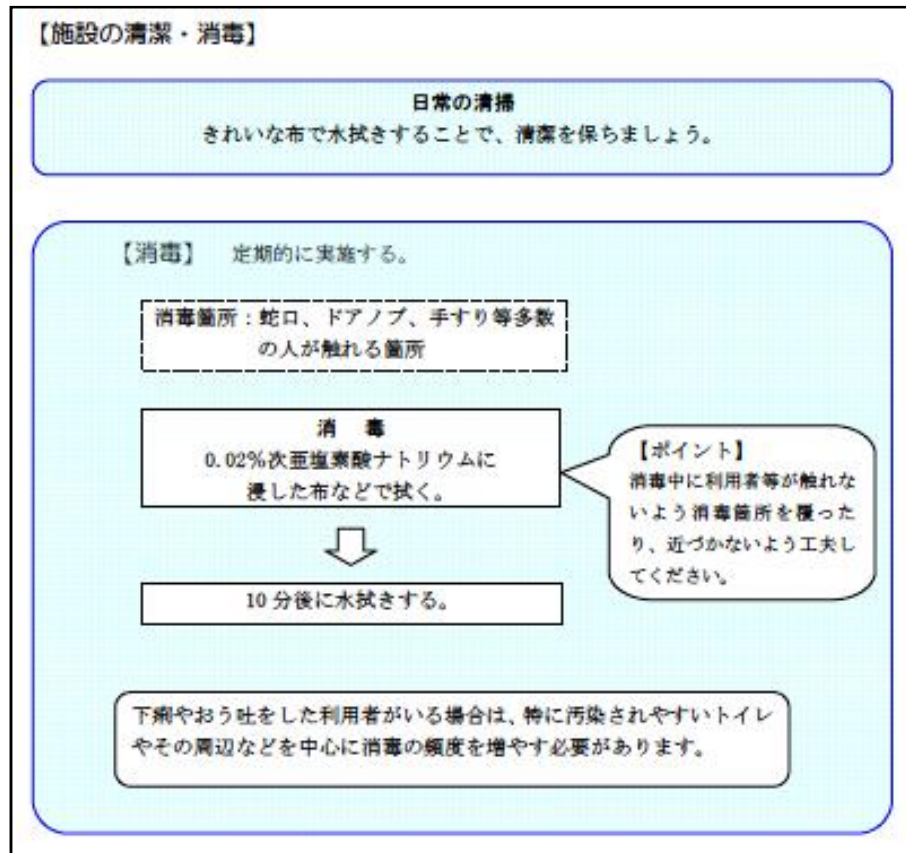 【施設の清潔・消毒】
日常の清掃
きれいな布で水拭きすることで、清潔を保ちましょう。
【消毒】 定期的に実施する。
消毒箇所：蛇口、ドアノブ、手すり等多数
の人が触れる箇所
消 毒
0.02%次亜塩素酸ナトリウムに
浸した布などで拭く。
【ポイント】
消毒中に利用者等が触れな
いよう消毒箇所を覆った
り、近づかないよう工夫し
てください。
10 分後に水拭きする。
下痢やおう吐をした利用者がいる場合は、特に汚染されやすいトイレ
やその周辺などを中心に消毒の頻度を増やす必要があります。